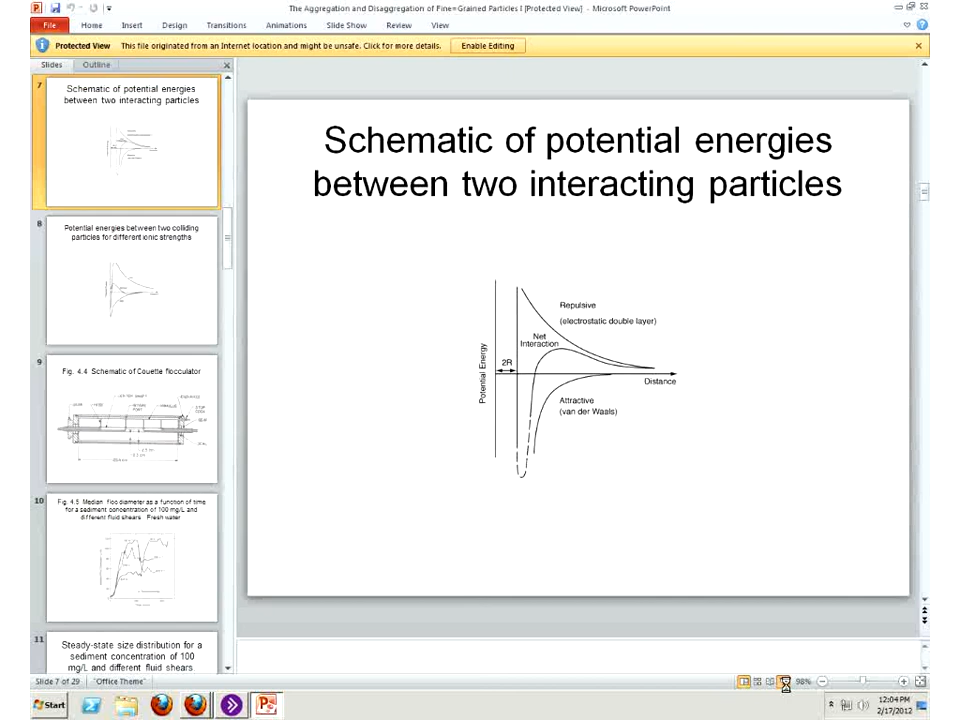 The Aggregation and Disaggregation of Fine=Grained Particles I [Protected View] - Microsoft PowerPoint
File Home Insert Design Transitions Animations Slide Show Review View
Protected View This file originated from an Internet location and might be unsafe. Click for more details. Enable Editing
Slides Outline
7
Schematic of potential energies
between two interacting particles
8
Potential energies between two colliding
particles for different ionic strengths
9
Fig. 4.4 Schematic of Couette flocculator
10
Fig. 4.5 Median floc diameter as a function of time
for a sediment concentration of 100 mg/L and
different fluid shears. Fresh water
11
Steady-state size distribution for a
sediment concentration of 100
mg/L and different fluid shears
Schematic of potential energies
between two interacting particles
Repulsive
(electrostatic double layer)
Net
Interaction
2R
Potential Energy
Distance
Attractive
(van der Waals)
Slide 7 of 29 "Office Theme" 98%
Start
12:04 PM
2/17/2012